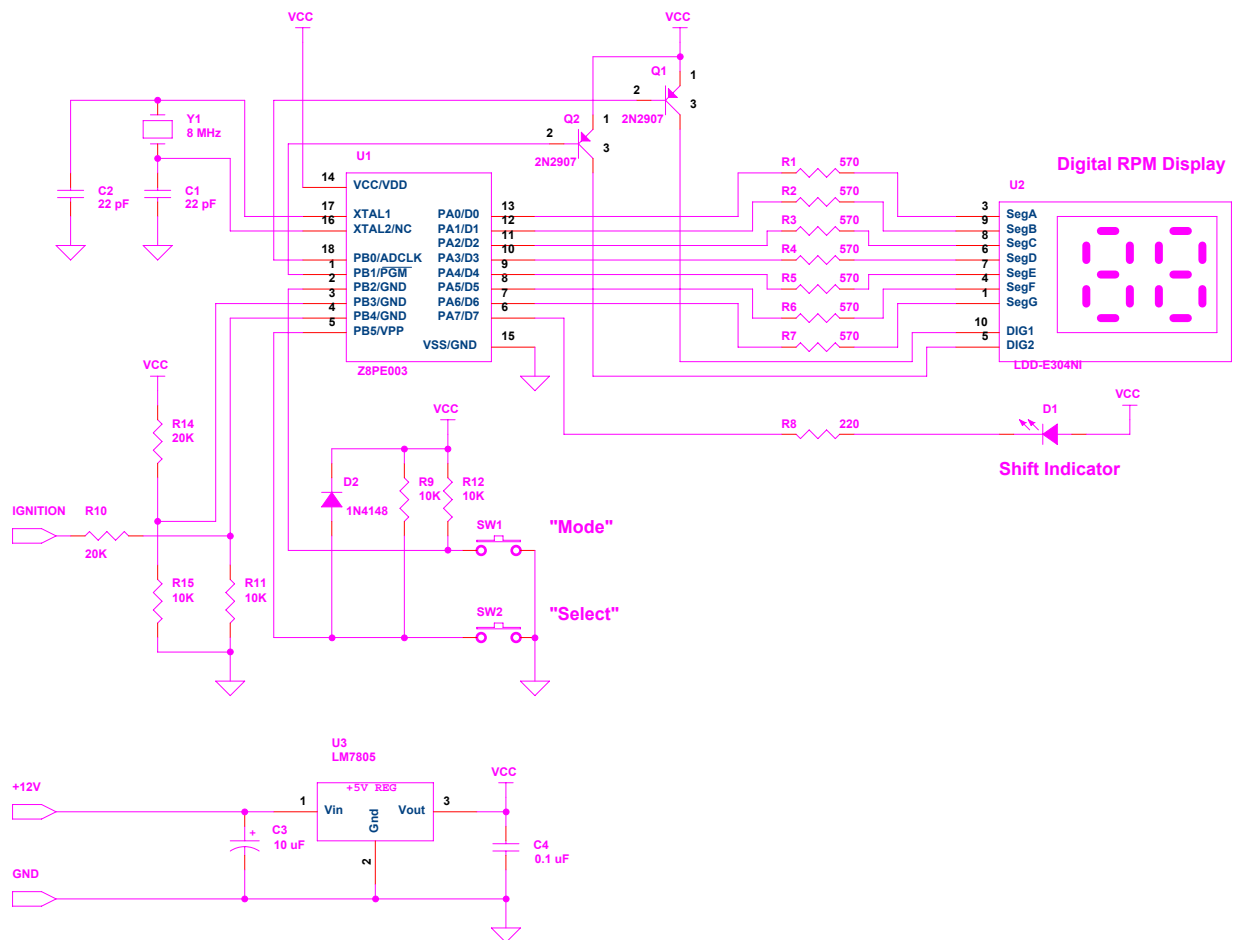 VCC
VCC
Q1
1
2
3
2N2907
Q2
1
2
3
2N2907
Y1
8 MHz
C2
22 pF
C1
22 pF
U1
14 VCC/VDD
17 XTAL1
16 XTAL2/NC
18 PB0/ADCLK
1 PB1/PGM
2 PB2/GND
3 PB3/GND
4 PB4/GND
5 PB5/VPP
PA0/D0 13
PA1/D1 12
PA2/D2 11
PA3/D3 10
PA4/D4 9
PA5/D5 8
PA6/D6 7
PA7/D7 6
VSS/GND 15
Z8PE003
R1 570
R2 570
R3 570
R4 570
R5 570
R6 570
R7 570
Digital RPM Display
U2
3 SegA
9 SegB
8 SegC
6 SegD
7 SegE
4 SegF
1 SegG
10 DIG1
5 DIG2
88
LDD-E304NI
R8 220
D1
VCC
Shift Indicator
VCC
R14
20K
IGNITION
R10
20K
R15
10K
R11
10K
VCC
D2
1N4148
R9
10K
R12
10K
SW1
"Mode"
SW2
"Select"
U3
LM7805
+12V
+5V REG
1 Vin
Gnd
2
Vout 3
VCC
C3
+
10 uF
C4
0.1 uF
GND